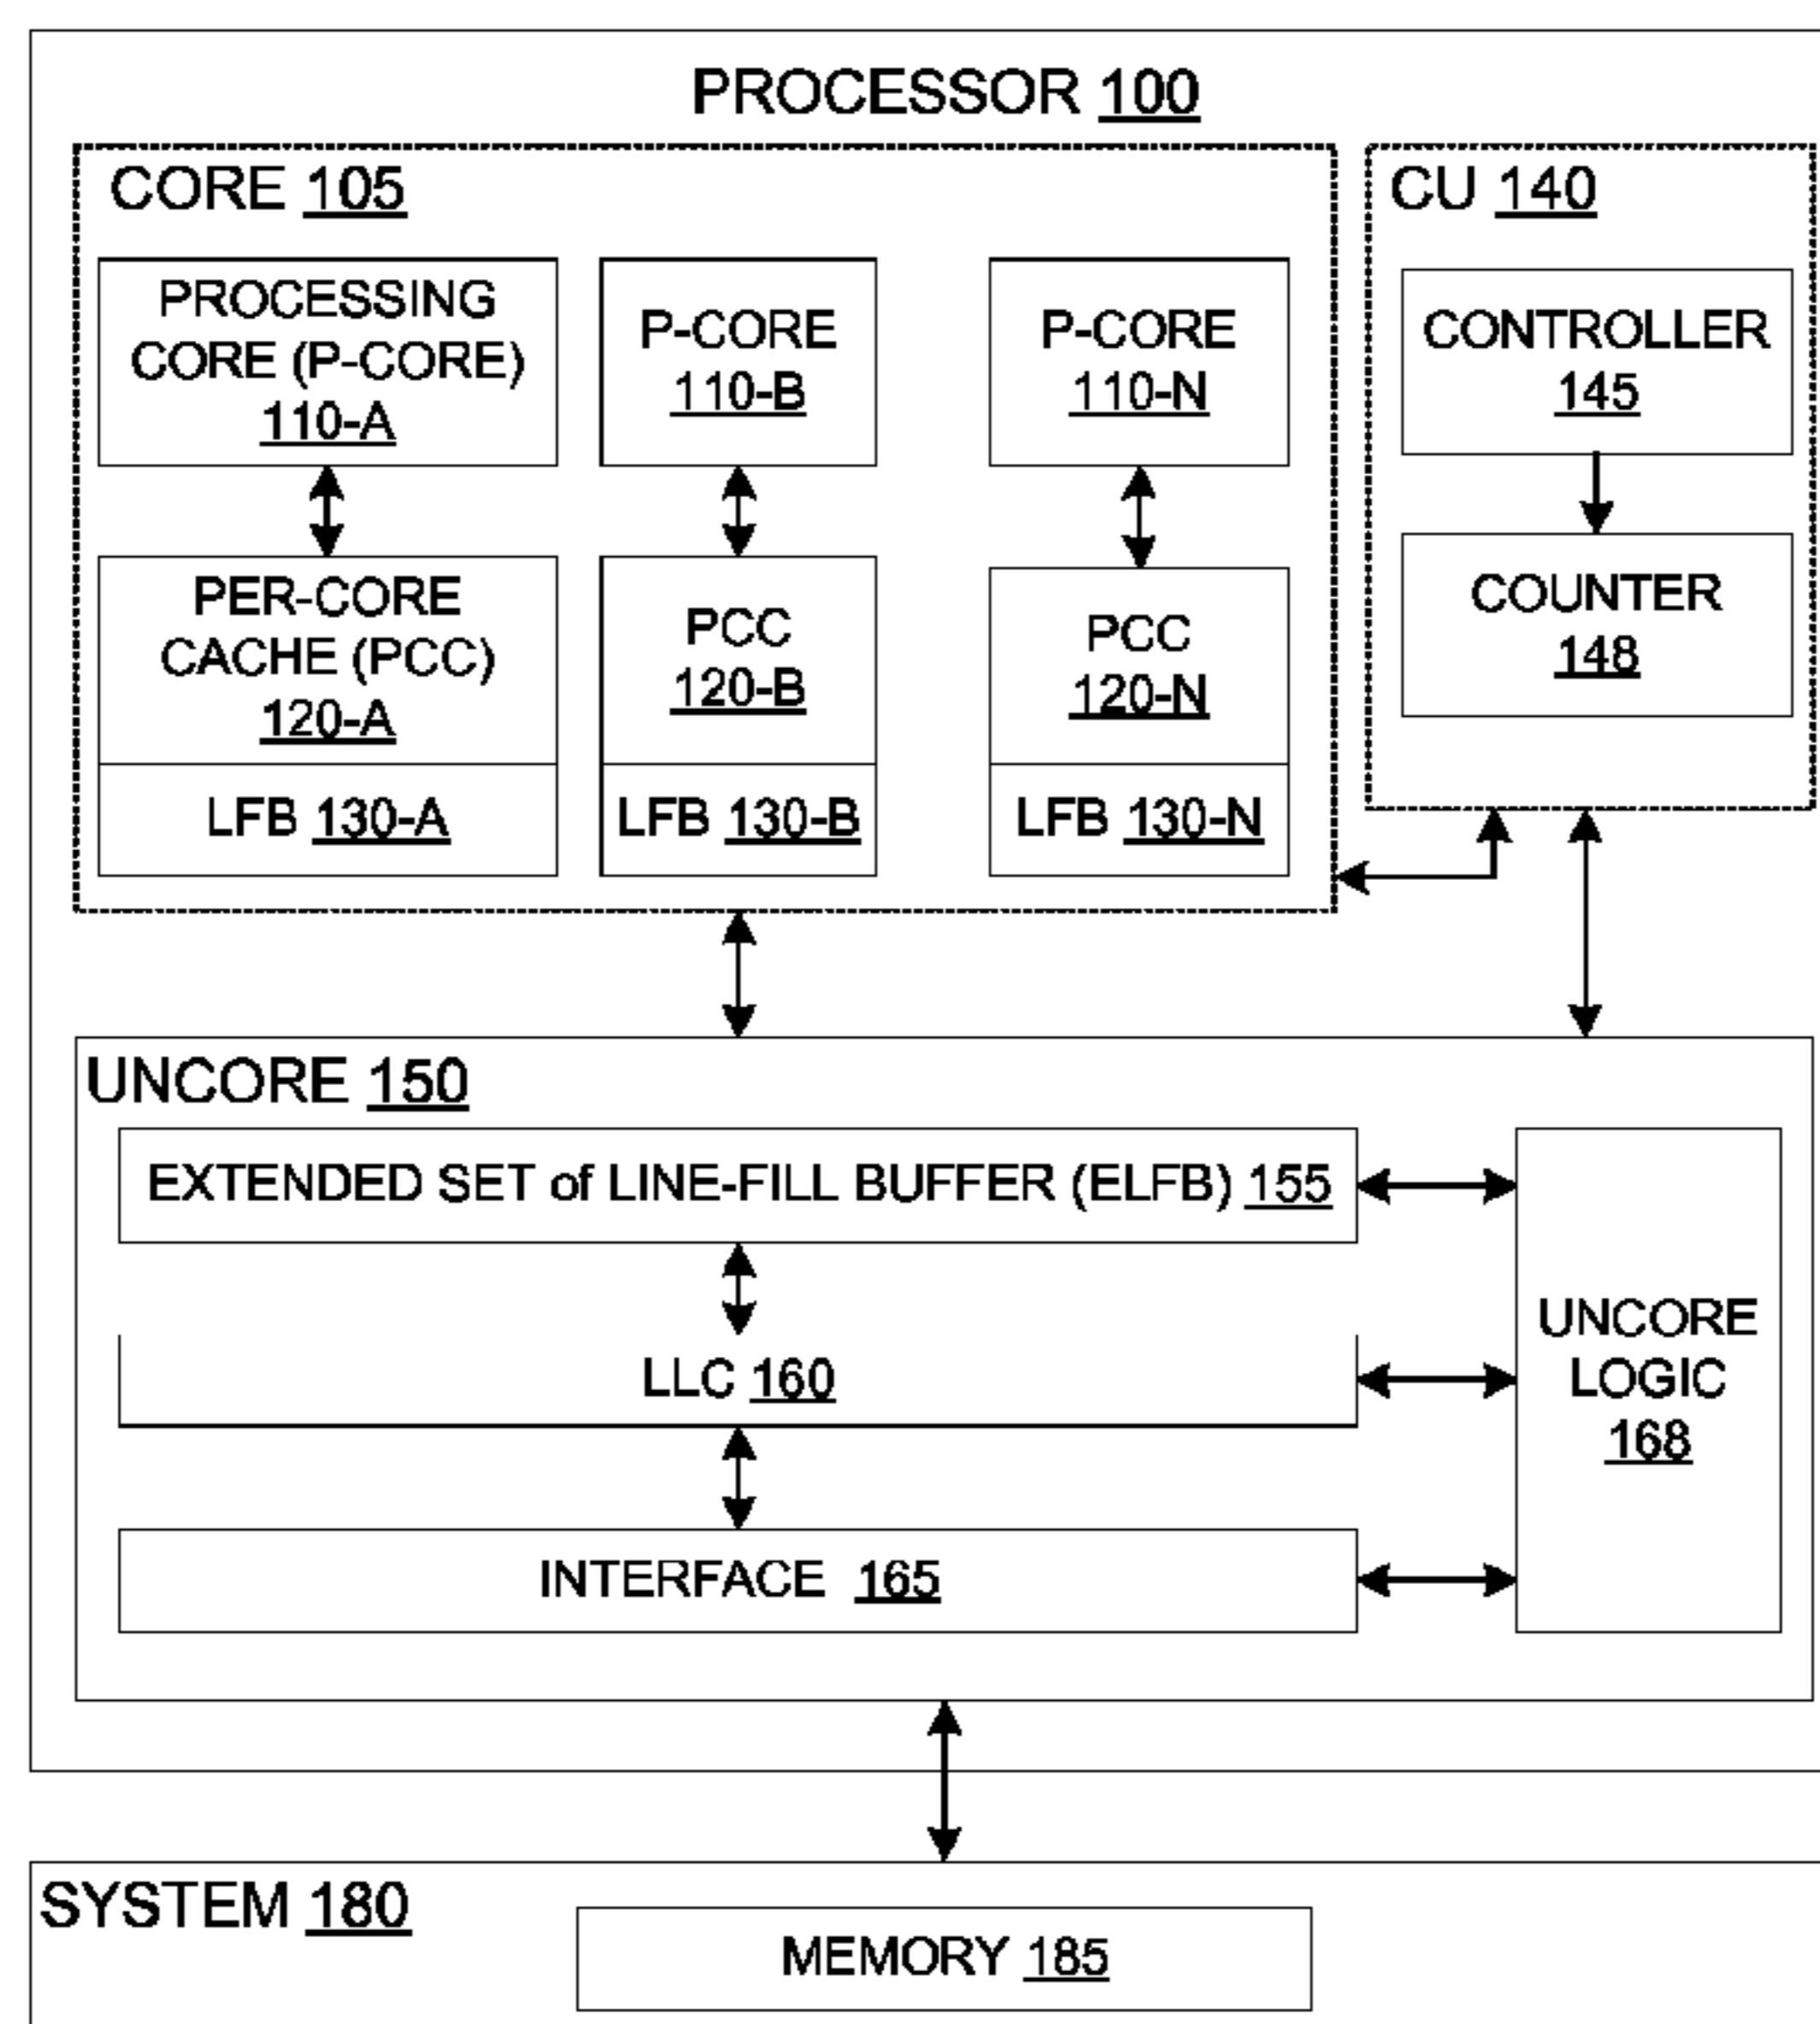 PROCESSOR 100
CORE 105
PROCESSING
CORE (P-CORE)
110-A
P-CORE
110-B
P-CORE
110-N
PER-CORE
CACHE (PCC)
120-A
PCC
120-B
PCC
120-N
LFB 130-A
LFB 130-B
LFB 130-N
CU 140
CONTROLLER
145
COUNTER
148
UNCORE 150
EXTENDED SET of LINE-FILL BUFFER (ELFB) 155
LLC 160
INTERFACE 165
UNCORE
LOGIC
168
SYSTEM 180
MEMORY 185